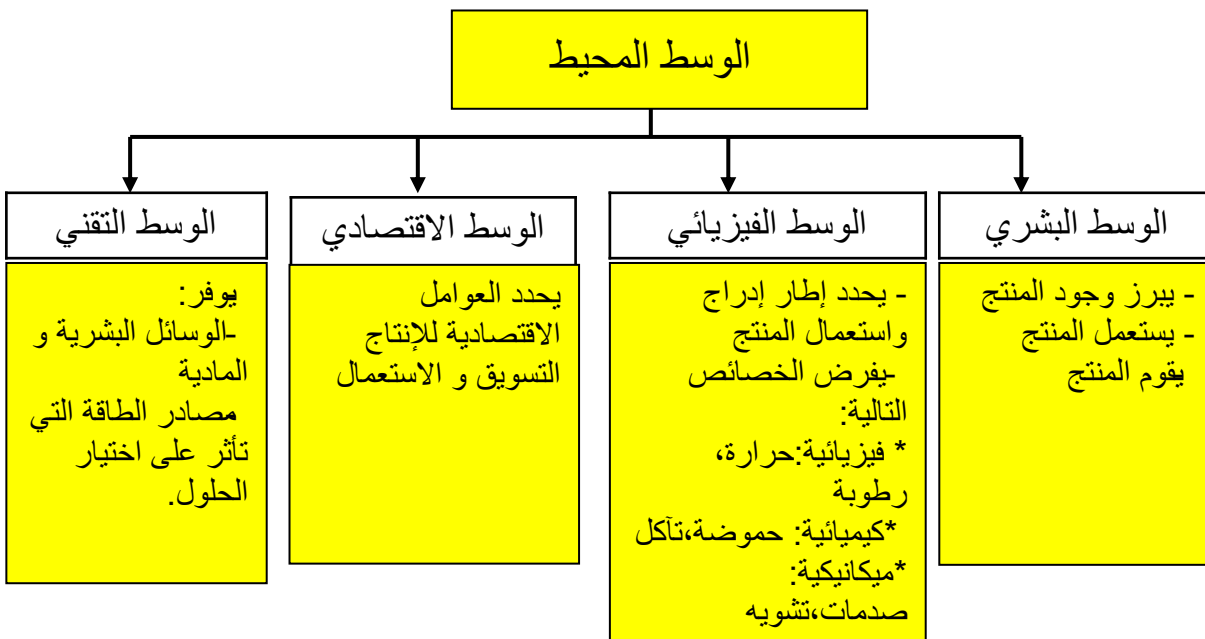 الوسط المحيط
الوسط البشري
- يبرز وجود المنتج
- يستعمل المنتج
يقوم المنتج
الوسط الفيزيائي
- يحدد إطار إدراج
واستعمال المنتج
-يفرض الخصائص
التالية:
* فيزيائية:حرارة،
رطوبة
*كيميائية: حموضة،تآكل
*ميكانيكية:
صدمات،تشويه
الوسط الاقتصادي
يحدد العوامل
الاقتصادية للإنتاج
التسويق و الاستعمال
الوسط التقني
يوفر:
-الوسائل البشرية و
المادية
مصادر الطاقة التي
تأثر على اختيار
الحلول.